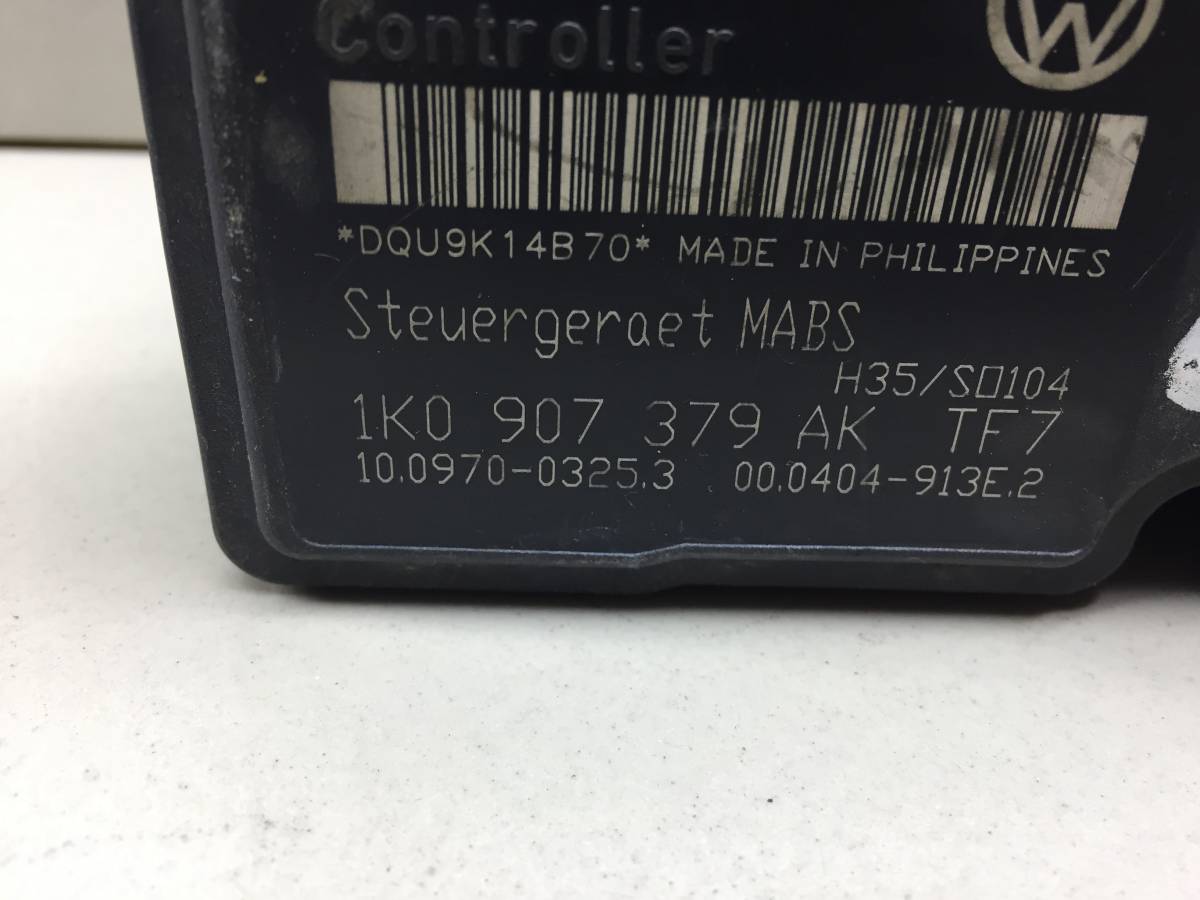 Controller
*DQU9K14B70* MADE IN PHILIPPINES
Steuergeraet MABS
H35/S▯104
1K0 907 379 AK TF7
10.0970-0325.3 00.0404-913E.2